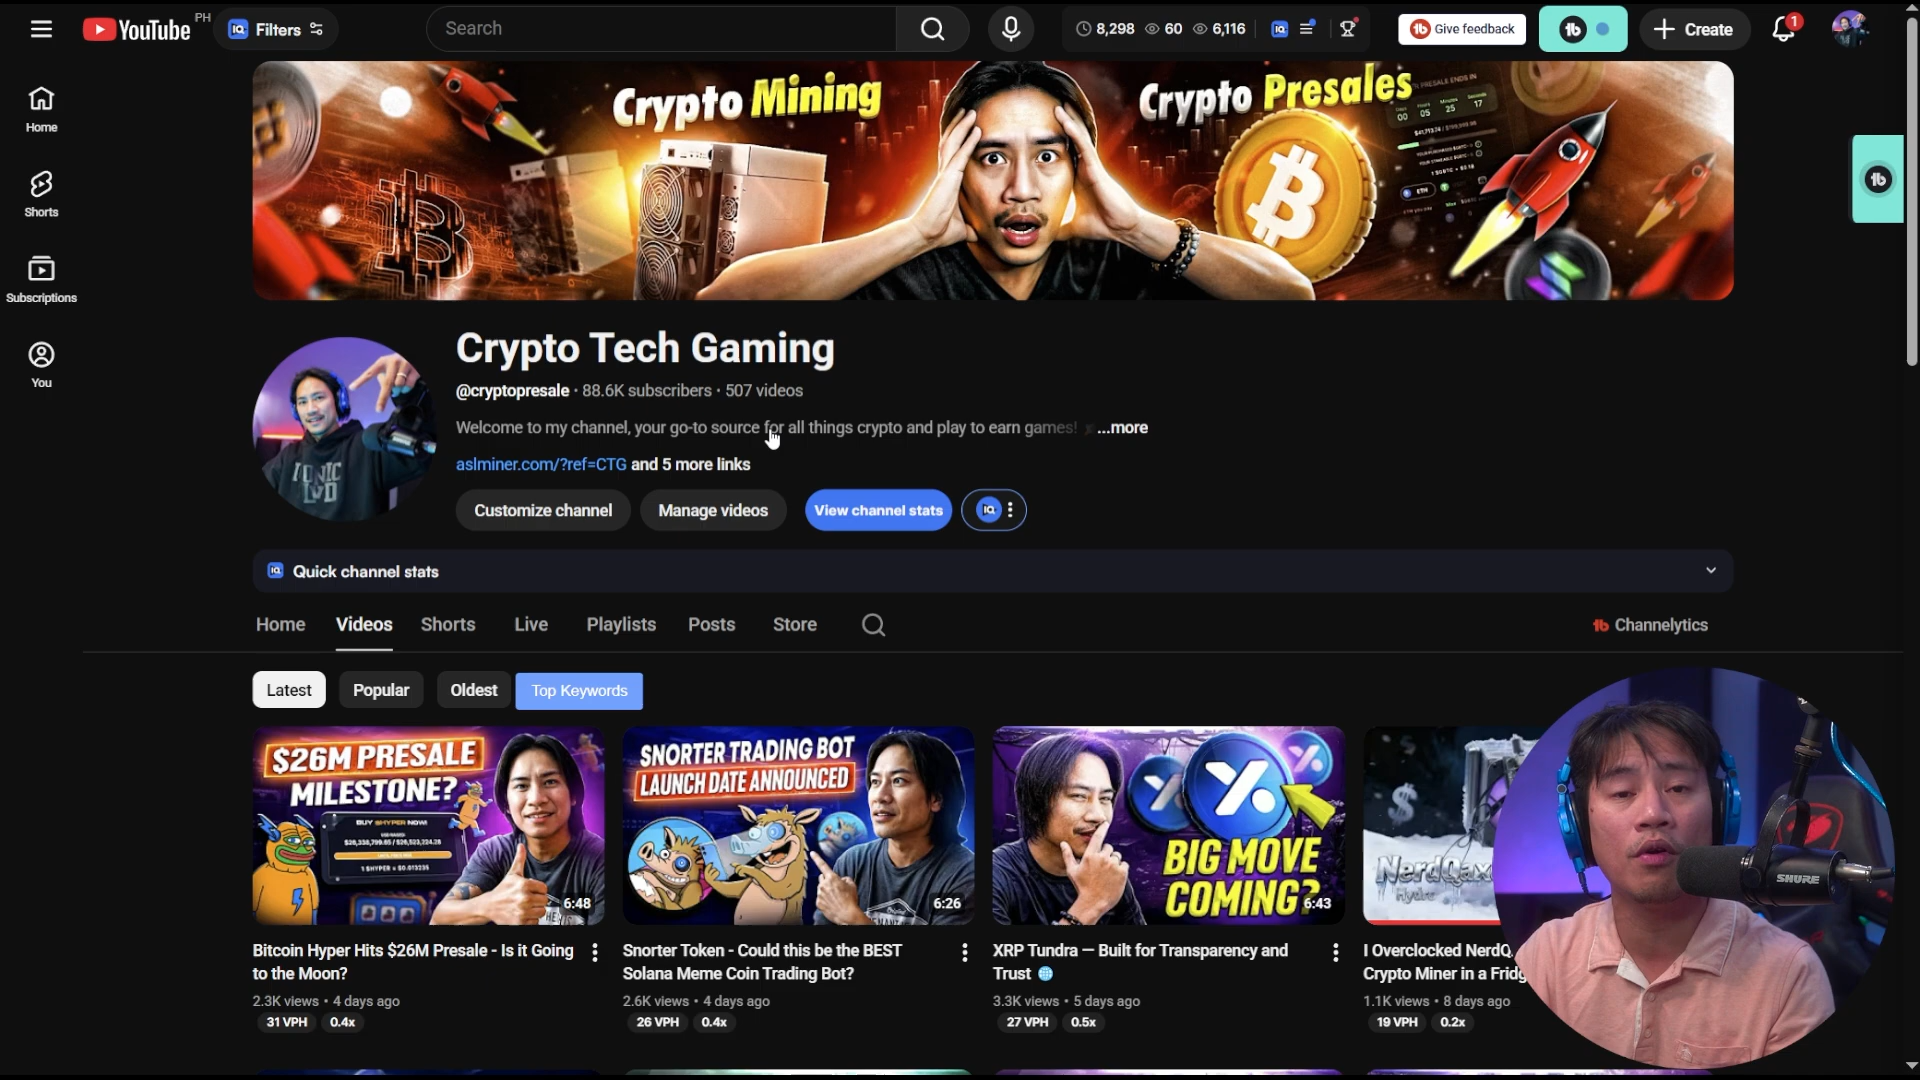 YouTube PH
Filters
Search
8,298 60 6,116
Give feedback
Create
1
Home
Shorts
Subscriptions
You
Crypto Mining
Crypto Presales
Crypto Tech Gaming
@cryptopresale · 88.6K subscribers · 507 videos
Welcome to my channel, your go-to source for all things crypto and play to earn games! ...more
aslminer.com/?ref=CTG and 5 more links
Customize channel
Manage videos
View channel stats
Quick channel stats
Home
Videos
Shorts
Live
Playlists
Posts
Store
Channelytics
Latest
Popular
Oldest
Top Keywords
$26M PRESALE
MILESTONE?
BUY $HYPER NOW!
1 $HYPER = $0.013235
6:48
SNORTER TRADING BOT
LAUNCH DATE ANNOUNCED
6:26
BIG MOVE
COMING?
6:43
NerdQax
SHURE
Bitcoin Hyper Hits $26M Presale - Is it Going
to the Moon?
2.3K views • 4 days ago
31 VPH 0.4x
Snorter Token - Could this be the BEST
Solana Meme Coin Trading Bot?
2.6K views • 4 days ago
26 VPH 0.4x
XRP Tundra — Built for Transparency and
Trust
3.3K views • 5 days ago
27 VPH 0.5x
I Overclocked NerdQ
Crypto Miner in a Fridg
1.1K views • 8 days ago
19 VPH 0.2x